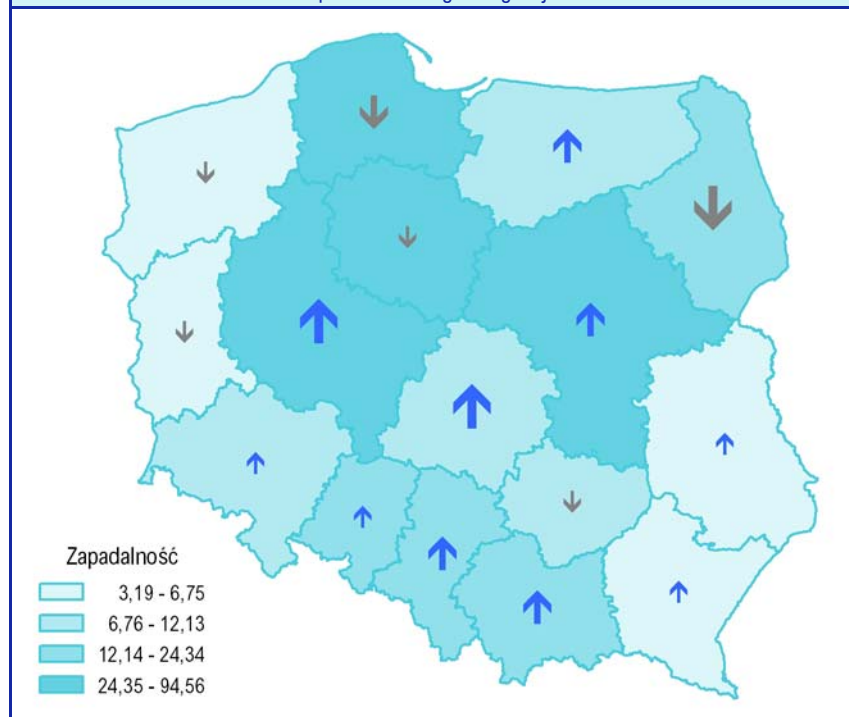 Zapadalność
3,19 - 6,75
6,76 - 12,13
12,14 - 24,34
24,35 - 94,56